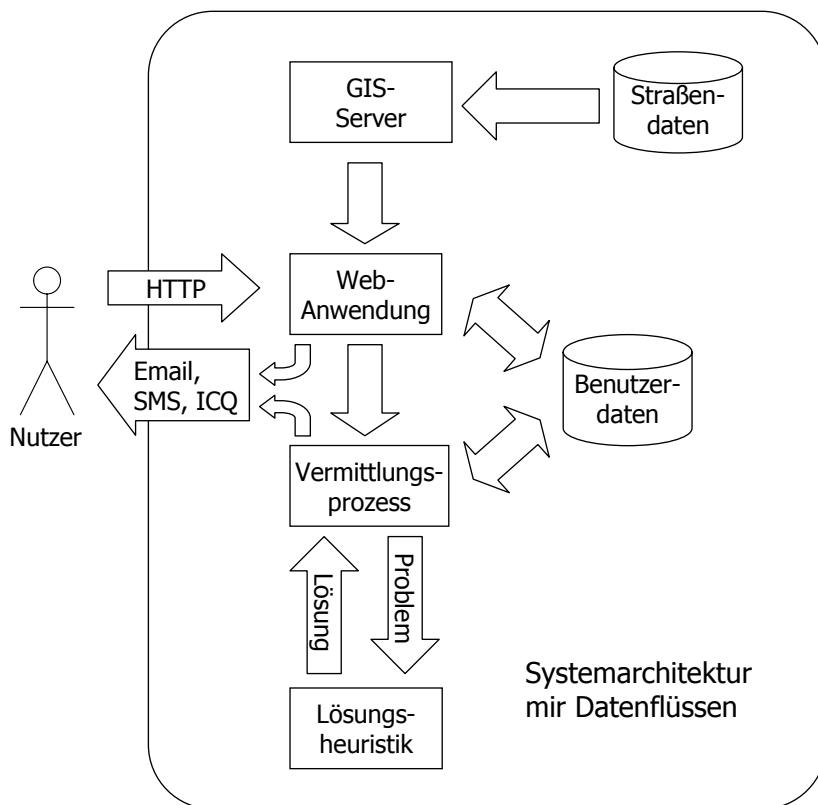 GIS-
Server
Straßen-
daten
HTTP
Web-
Anwendung
Email,
SMS, ICQ
Nutzer
Benutzer-
daten
Vermittlungs-
prozess
Lösung
Problem
Lösungs-
heuristik
Systemarchitektur
mir Datenflüssen